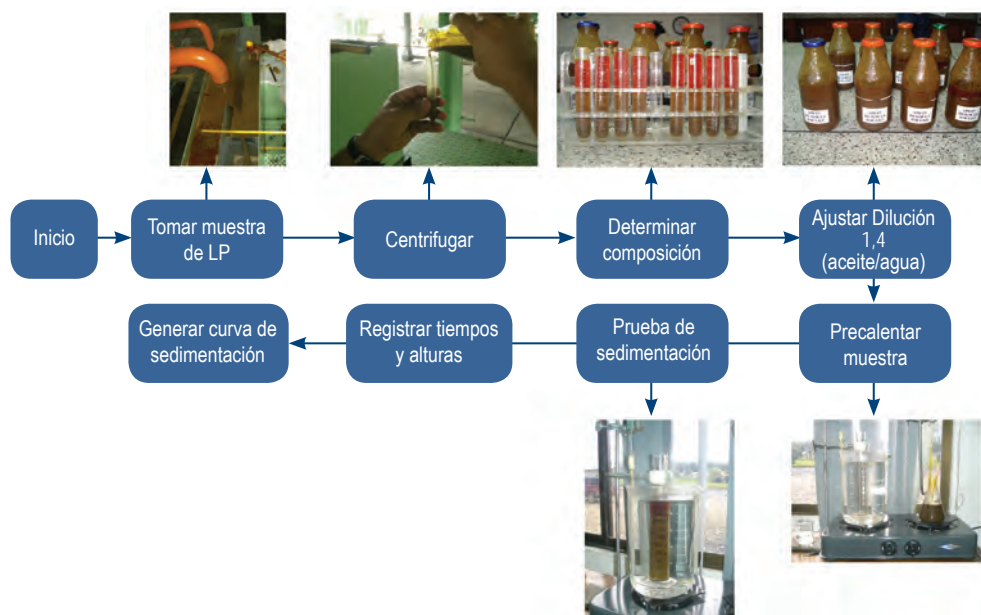 Inicio
Tomar muestra
de LP
Centrifugar
Determinar
composición
Ajustar Dilución
1,4
(aceite/agua)
Precalentar
muestra
Prueba de
sedimentación
Registrar tiempos
y alturas
Generar curva de
sedimentación